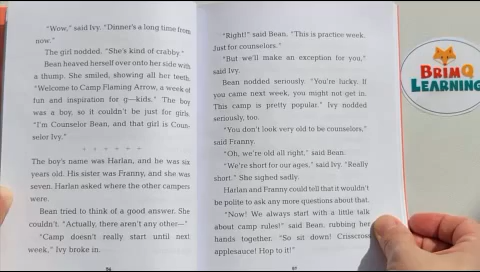 "Wow," said Ivy. "Dinner's a long time from
now."
The girl nodded. "She's kind of crabby."
Bean heaved herself over onto her side with
a thump. She smiled, showing all her teeth.
"Welcome to Camp Flaming Arrow, a week of
fun and inspiration for g—kids." The boy
was a boy, so it couldn't be just for girls.
"I'm Counselor Bean, and that girl is Coun-
selor Ivy."
The boy's name was Harlan, and he was six
years old. His sister was Franny, and she was
seven. Harlan asked where the other campers
were.
Bean tried to think of a good answer. She
couldn't. "Actually, there aren't any other—"
"Camp doesn't really start until next
week," Ivy broke in.
96
"Right!" said Bean. "This is practice week.
Just for counselors."
"But we'll make an exception for you,"
said Ivy.
Bean nodded seriously. "You're lucky. If
you came next week, you might not get in.
This camp is pretty popular." Ivy nodded
seriously, too.
"You don't look very old to be counselors,"
said Franny.
"Oh, we're old all right," said Bean.
"We're short for our ages," said Ivy. "Really
short." She sighed sadly.
Harlan and Franny could tell that it wouldn't
be polite to ask any more questions about that.
"Now! We always start with a little talk
about camp rules!" said Bean, rubbing her
hands together. "So sit down! Crisscross
applesauce! Hop to it!"
97
BRIMQ
LEARNING